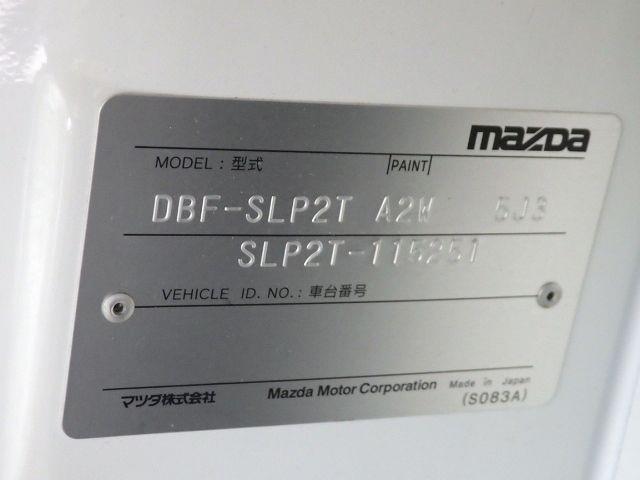 mazda
MODEL : 型式 |PAINT|
DBF-SLP2T A2W 5J3
SLP2T-115251
VEHICLE ID. NO. : 車台番号
マツダ株式会社 Mazda Motor Corporation Made in Japan
(S083A)